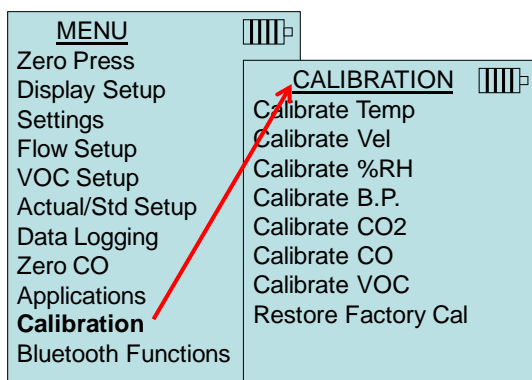 MENU
Zero Press
Display Setup
Settings
Flow Setup
VOC Setup
Actual/Std Setup
Data Logging
Zero CO
Applications
Calibration
Bluetooth Functions
CALIBRATION
Calibrate Temp
Calibrate Vel
Calibrate %RH
Calibrate B.P.
Calibrate CO2
Calibrate CO
Calibrate VOC
Restore Factory Cal